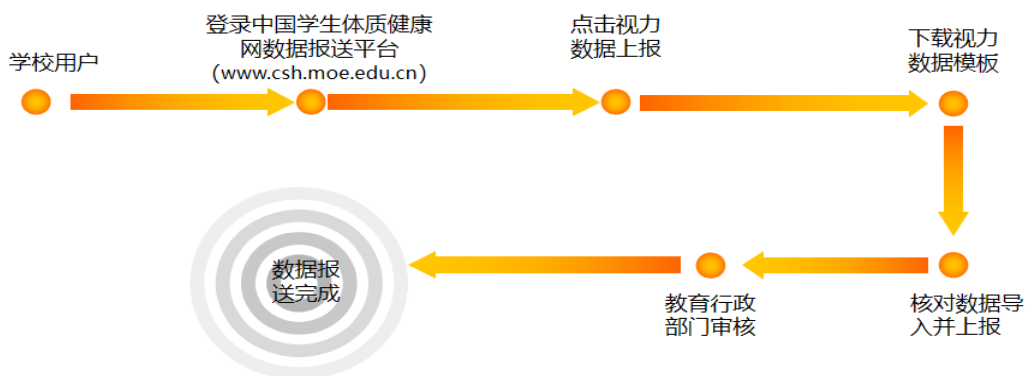 学校用户
登录中国学生体质健康
网数据报送平台
(www.csh.moe.edu.cn)
点击视力
数据上报
下载视力
数据模板
核对数据导
入并上报
教育行政
部门审核
数据报
送完成